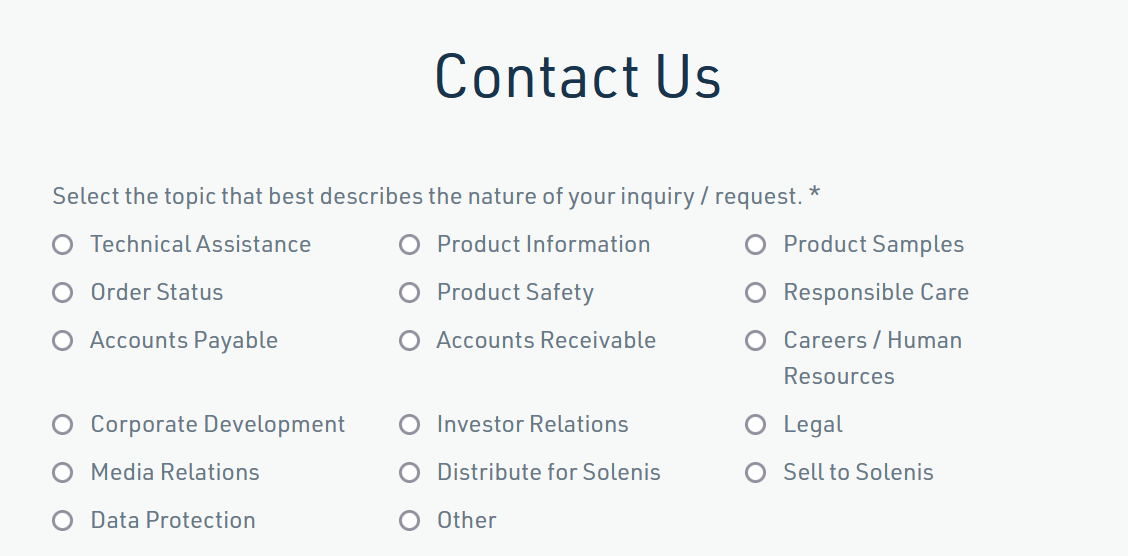 Contact Us
Select the topic that best describes the nature of your inquiry / request. *
Technical Assistance
Product Information
Product Samples
Order Status
Product Safety
Responsible Care
Accounts Payable
Accounts Receivable
Careers / Human
Resources
Corporate Development
Investor Relations
Legal
Media Relations
Distribute for Solenis
Sell to Solenis
Data Protection
Other